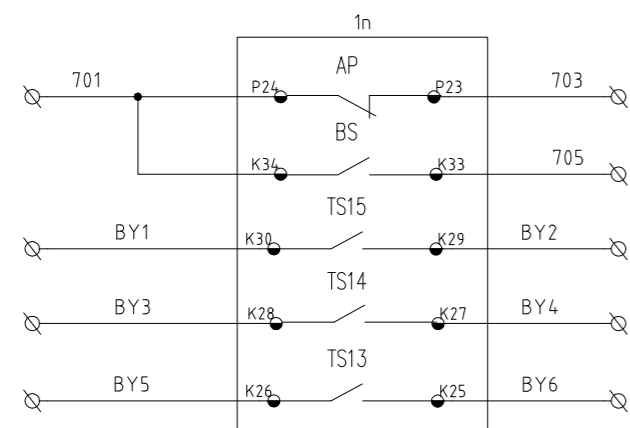 1n
AP
701 P24 P23 703
BS
K34 K33 705
TS15
BY1 K30 K29 BY2
TS14
BY3 K28 K27 BY4
TS13
BY5 K26 K25 BY6